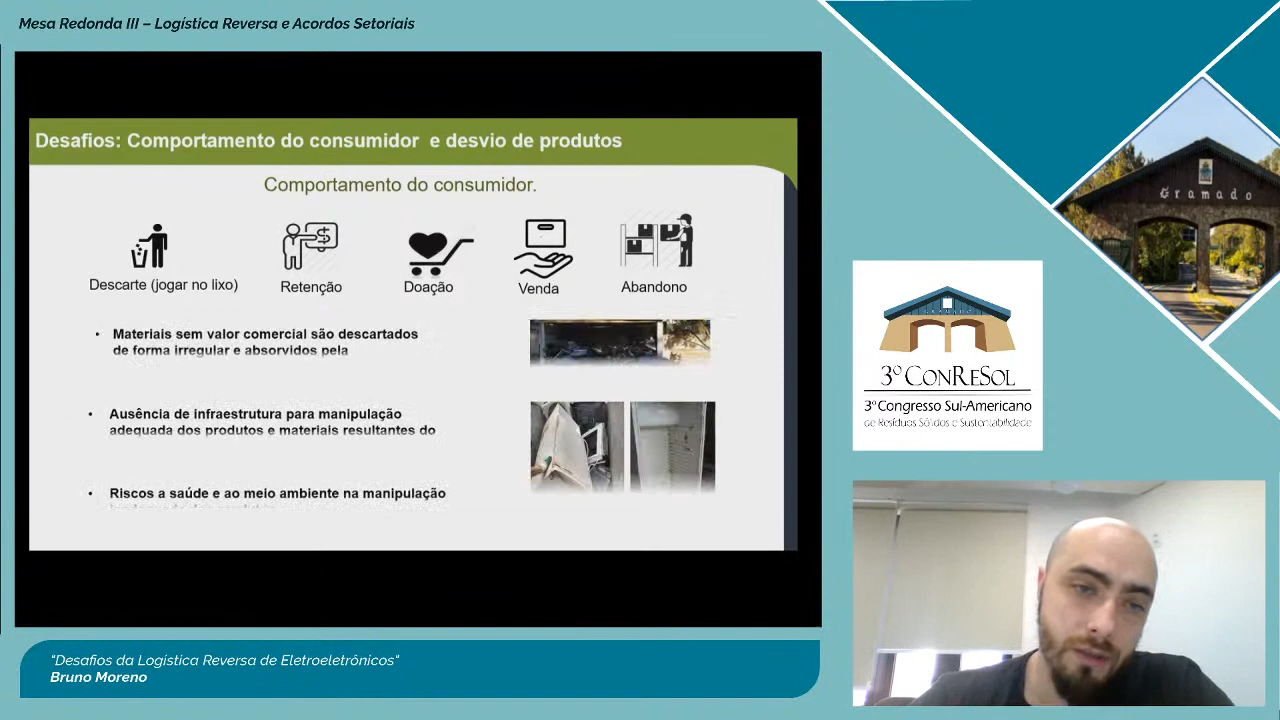 Mesa Redonda III – Logística Reversa e Acordos Setoriais
Desafios: Comportamento do consumidor e desvio de produtos
Comportamento do consumidor.
Descarte (jogar no lixo)
Retenção
Doação
Venda
Abandono
• Materiais sem valor comercial são descartados
de forma irregular e absorvidos pela
• Ausência de infraestrutura para manipulação
adequada dos produtos e materiais resultantes do
• Riscos a saúde e ao meio ambiente na manipulação
Gramado
GRAMADO
3º CONRESOL
3º Congresso Sul-Americano
de Resíduos Sólidos e Sustentabilidade
"Desafios da Logística Reversa de Eletroeletrônicos"
Bruno Moreno